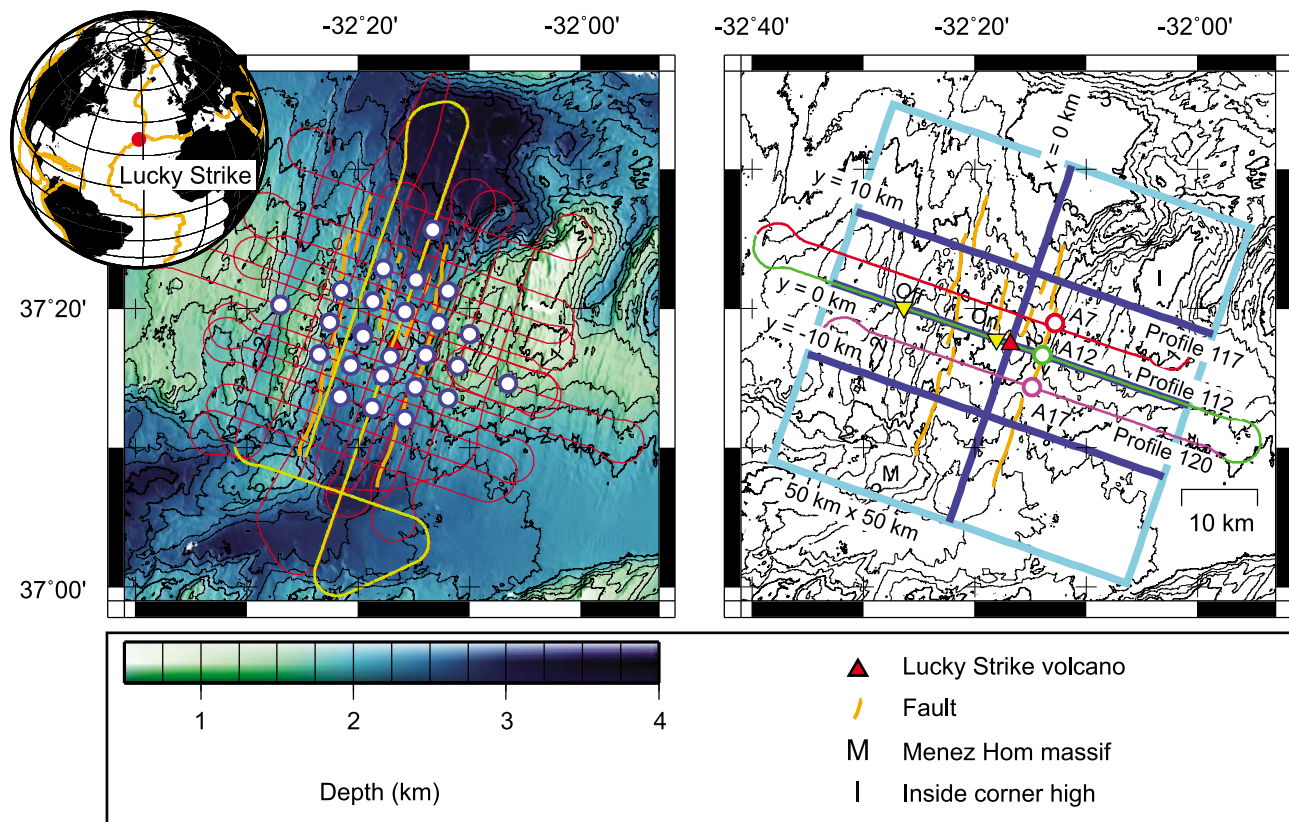 -32˚20'
-32˚00'
-32˚40'
-32˚20'
-32˚00'
Lucky Strike
37˚20'
37˚00'
x = 0 km
y = 10 km
y = 0 km
y = - 10 km
Off
On
A7
A12
A17
Profile 117
Profile 112
Profile 120
I
M
50 km x 50 km
10 km
3
2
1
2
3
4
Depth (km)
Lucky Strike volcano
Fault
M Menez Hom massif
I Inside corner high